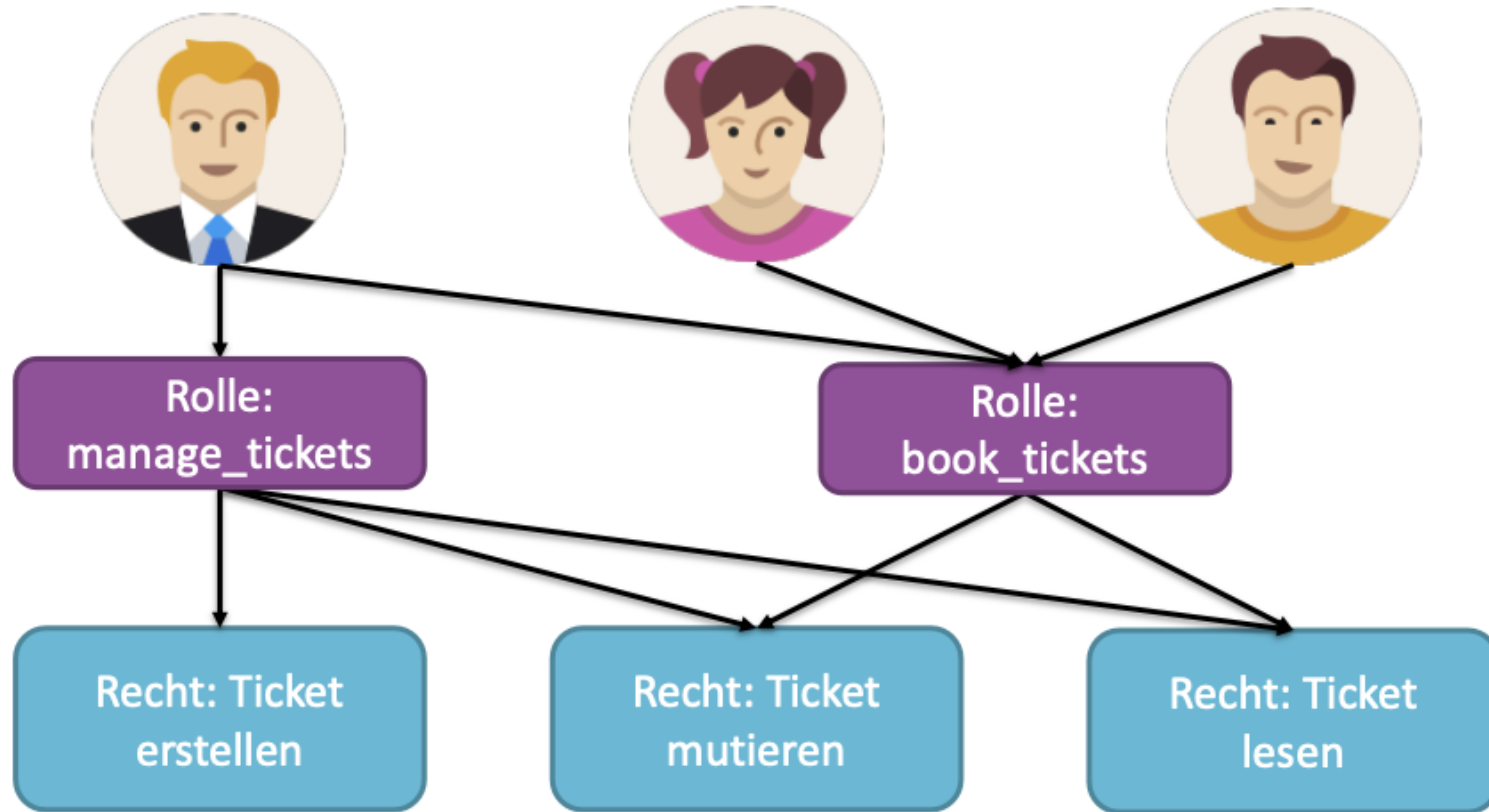 Rolle:
manage_tickets
Rolle:
book_tickets
Recht: Ticket
erstellen
Recht: Ticket
mutieren
Recht: Ticket
lesen